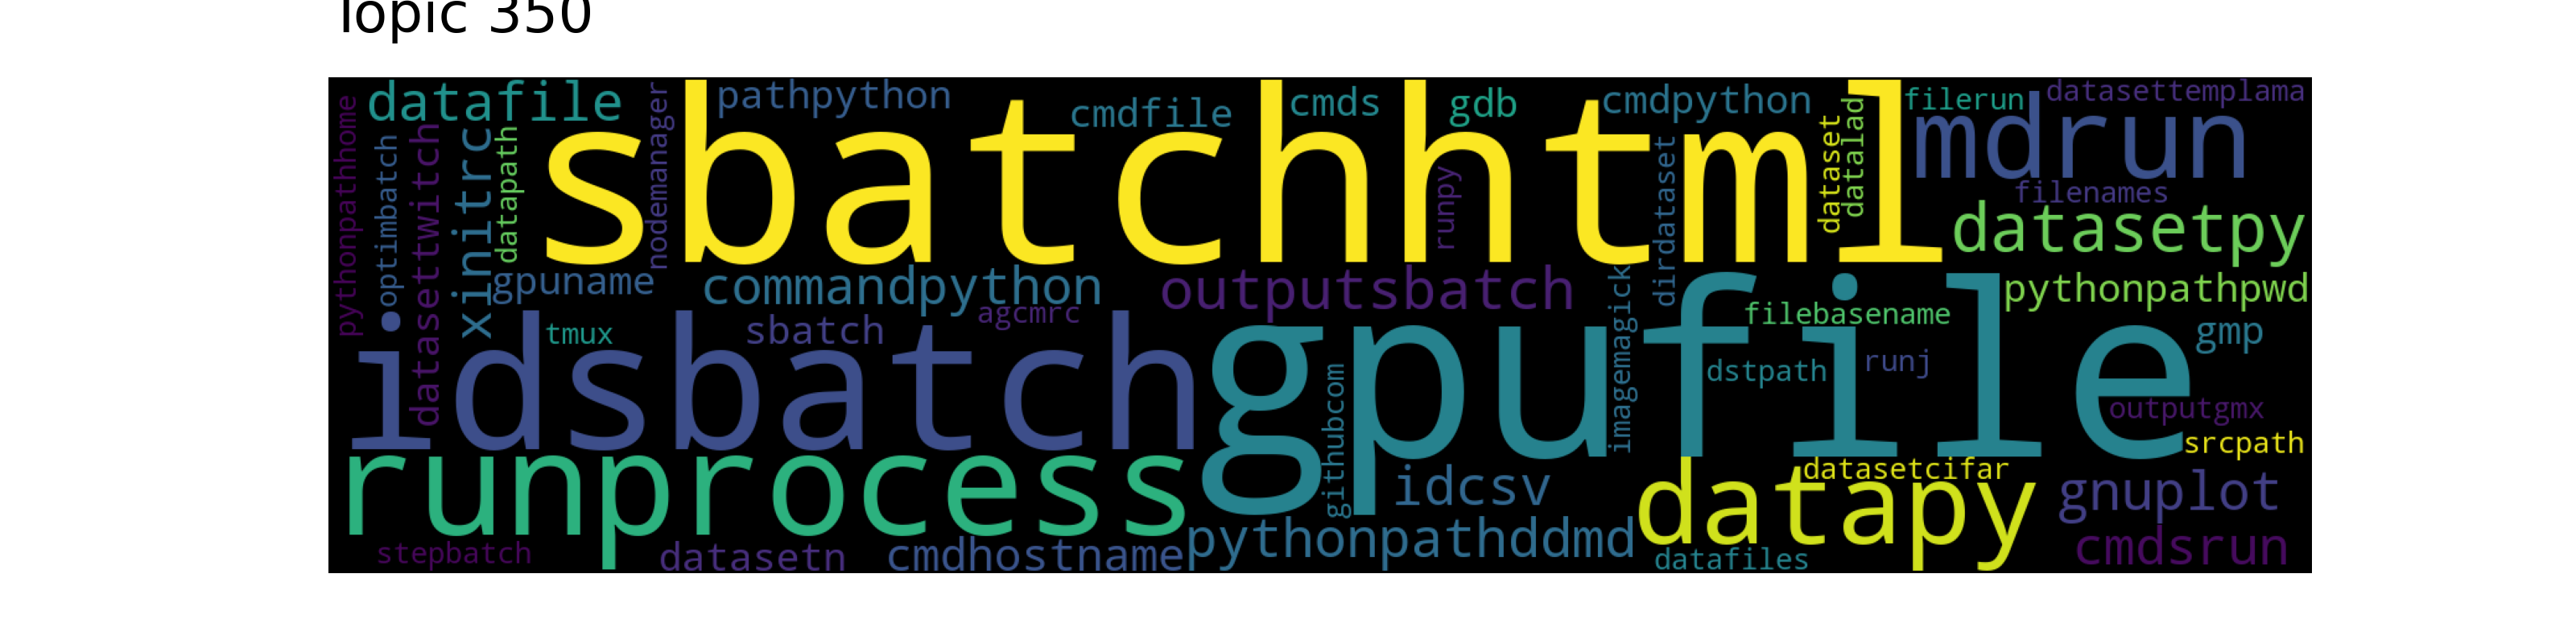 Topic 350
datafile
pathpython
cmdfile
cmds
gdb
cmdpython
filerun
datasettemplama
pythonpathhome
optimbatch
datasettwitch
xinitrc
datapath
nodemanager
sbatchhtml
runpy
dirdataset
dataset
datalad
mdrun
filenames
datasetpy
gpuname
commandpython
outputsbatch
imagemagick
pythonpathpwd
agcmrc
filebasename
tmux
sbatch
idsbatch
gpufile
gmp
dstpath
runj
outputgmx
srcpath
githubcom
runprocess
idcsv
datasetcifar
datapy
gnuplot
pythonpathddmd
stepbatch
datasetn
cmdhostname
datafiles
cmdsrun